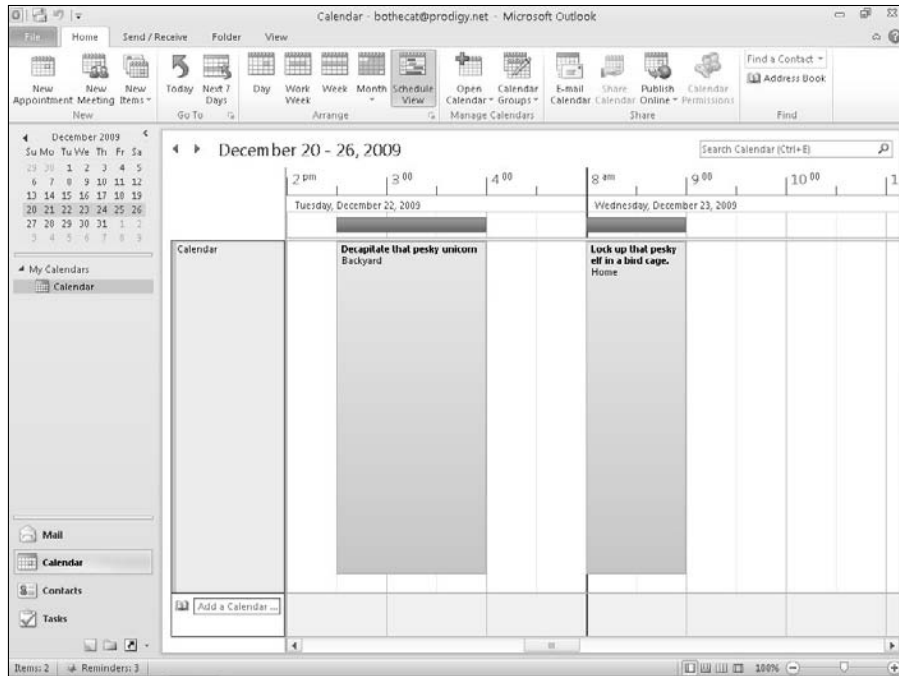 Calendar - bothecat@prodigy.net - Microsoft Outlook
File Home Send / Receive Folder View
New Appointment
New Meeting
New Items
Today
Next 7 Days
Day
Work Week
Week
Month
Schedule View
Open Calendar
Calendar Groups
E-mail Calendar
Share Calendar
Publish Online
Calendar Permissions
Find a Contact
Address Book
New
Go To
Arrange
Manage Calendars
Share
Find
December 2009
Su Mo Tu We Th Fr Sa
29 30 1 2 3 4 5
6 7 8 9 10 11 12
13 14 15 16 17 18 19
20 21 22 23 24 25 26
27 28 29 30 31 1 2
3 4 5 6 7 8 9
My Calendars
Calendar
December 20 - 26, 2009
Search Calendar (Ctrl+E)
2 pm 3 00 4 00 8 am 9 00 10 00 1
Tuesday, December 22, 2009
Wednesday, December 23, 2009
Calendar
Decapitate that pesky unicorn
Backyard
Lock up that pesky
elf in a bird cage.
Home
Add a Calendar ...
Mail
Calendar
Contacts
Tasks
Items: 2
Reminders: 3
100%